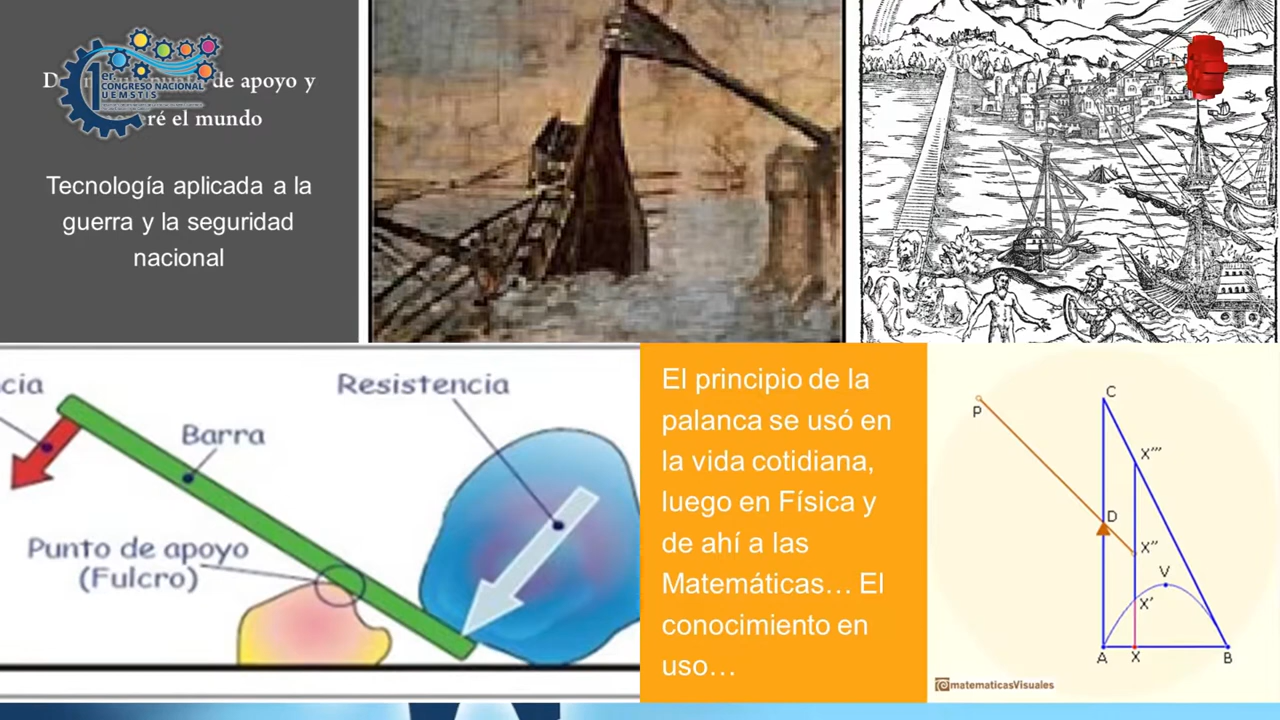 de apoyo y
ré el mundo
1er
CONGRESO NACIONAL
UEMSTIS
Tecnología aplicada a la
guerra y la seguridad
nacional
cia
Resistencia
Barra
Punto de apoyo
(Fulcro)
El principio de la
palanca se usó en
la vida cotidiana,
luego en Física y
de ahí a las
Matemáticas... El
conocimiento en
uso...
P
C
X'''
D
X''
V
X'
A X B
matematicasVisuales